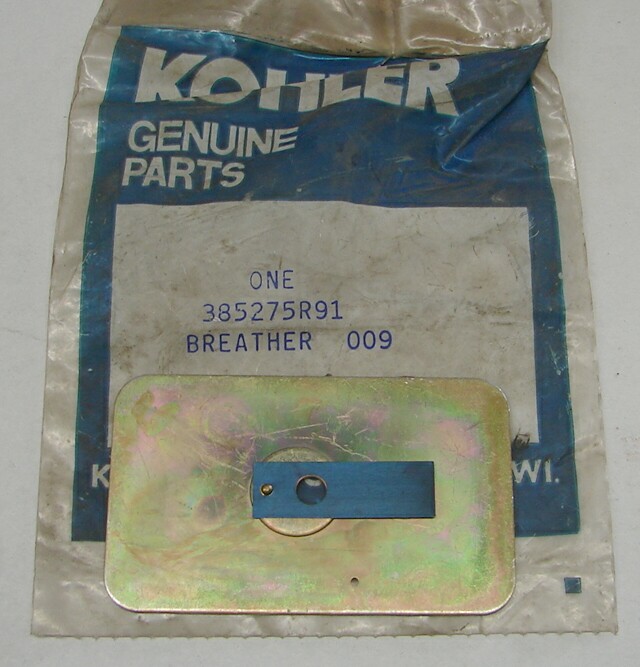 KOHLER
GENUINE
PARTS
ONE
385275R91
BREATHER 009
K WI.